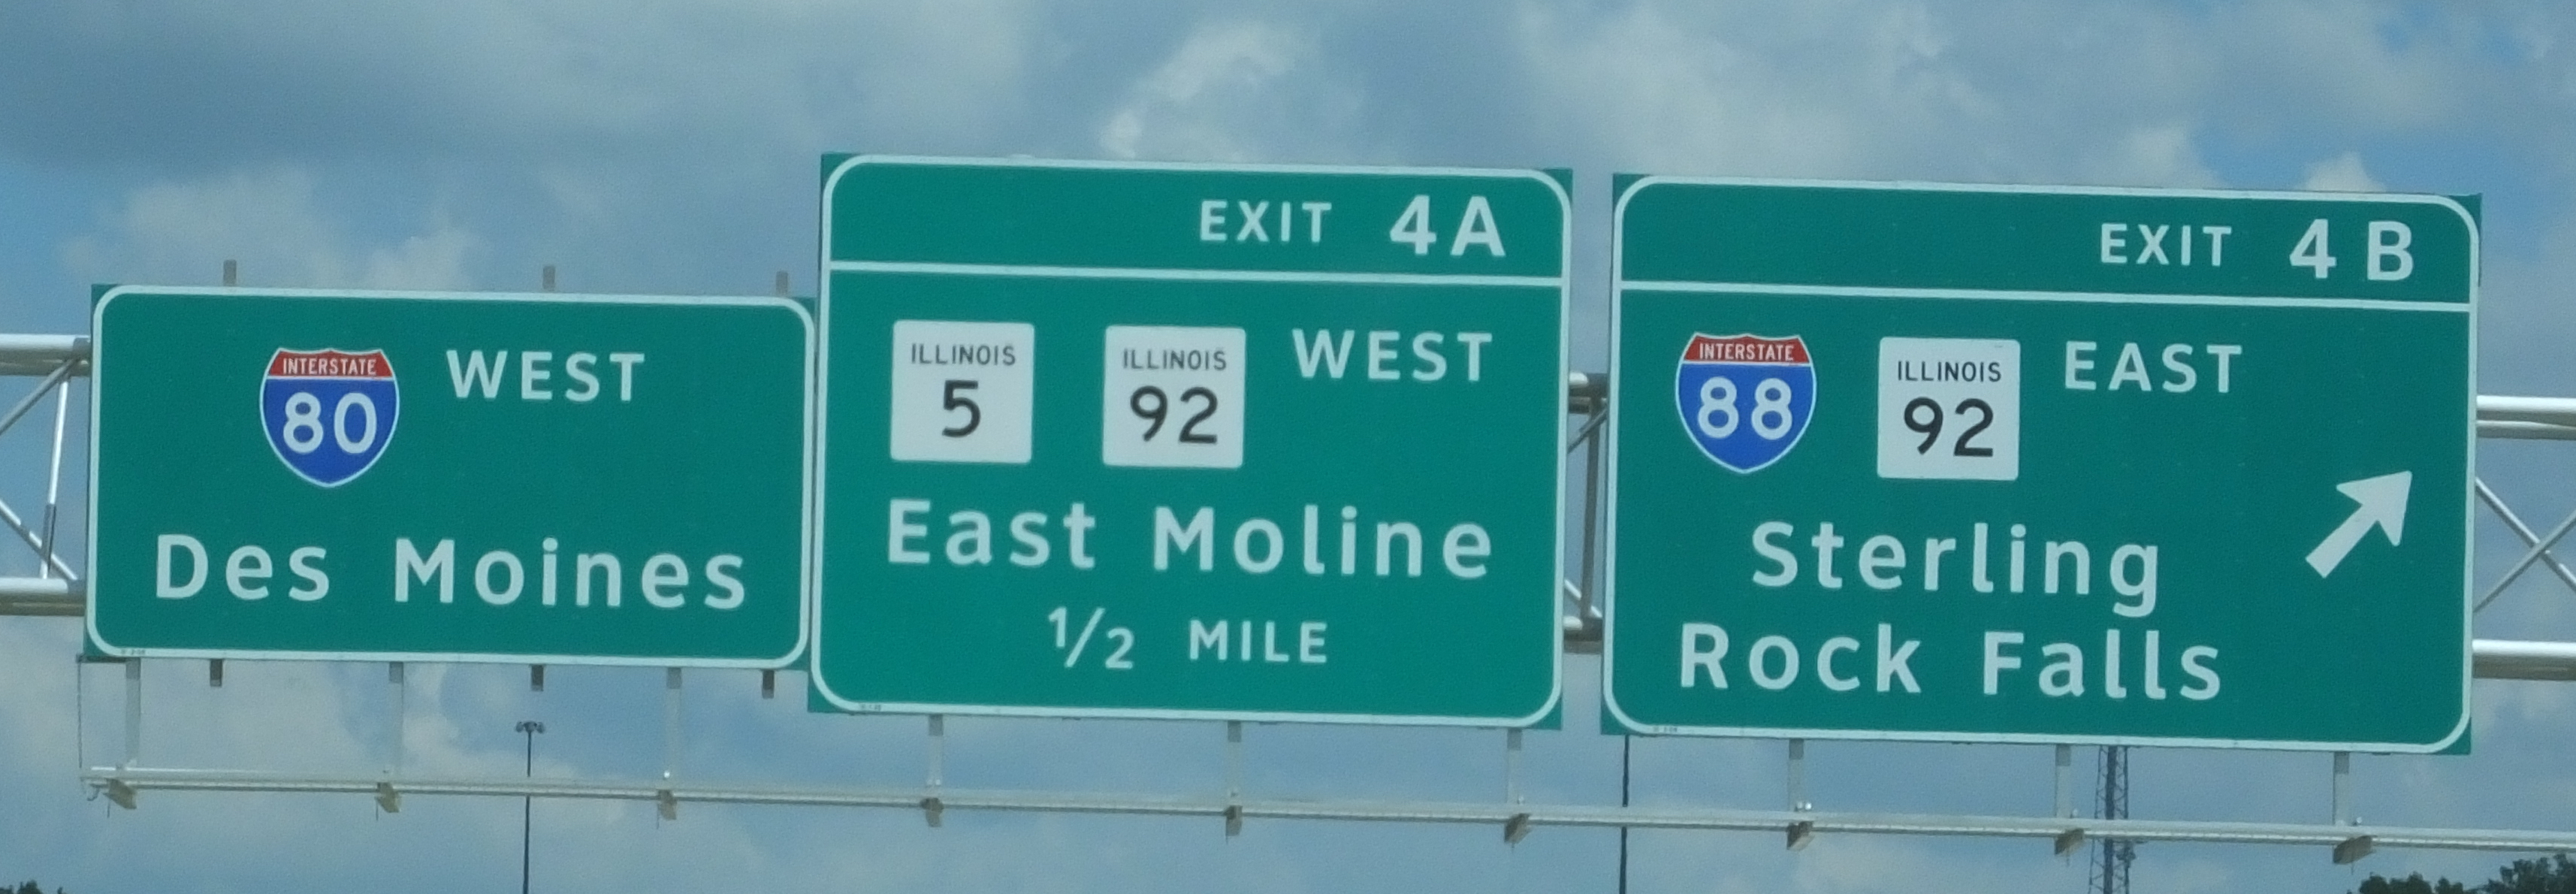 INTERSTATE
80
WEST
Des Moines
EXIT 4A
ILLINOIS
5
ILLINOIS
92
WEST
East Moline
1/2 MILE
EXIT 4 B
INTERSTATE
88
ILLINOIS
92
EAST
Sterling
Rock Falls